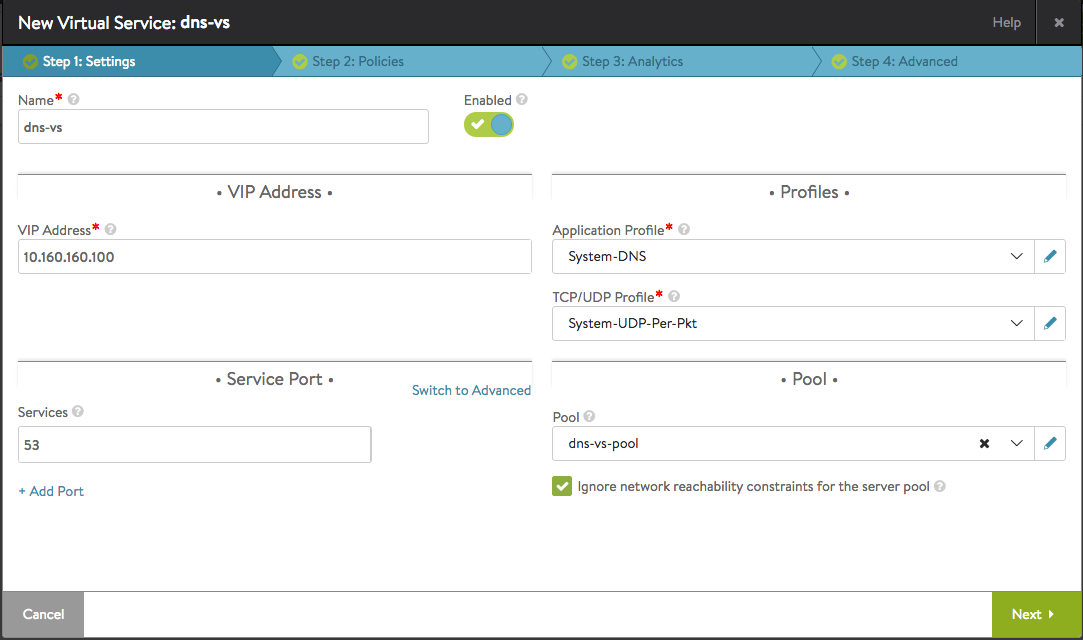 New Virtual Service: dns-vs
Help
Step 1: Settings
Step 2: Policies
Step 3: Analytics
Step 4: Advanced
Name*
Enabled
dns-vs
• VIP Address •
VIP Address*
10.160.160.100
• Profiles •
Application Profile*
System-DNS
TCP/UDP Profile*
System-UDP-Per-Pkt
• Service Port •
Switch to Advanced
Services
53
+ Add Port
• Pool •
Pool
dns-vs-pool
Ignore network reachability constraints for the server pool
Cancel
Next